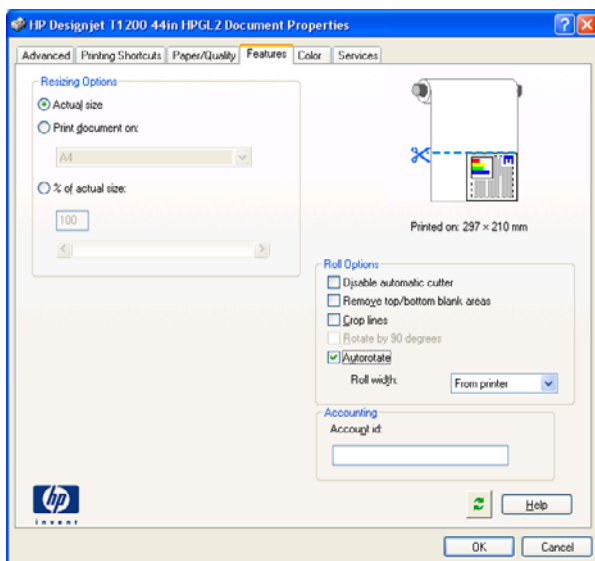 HP Designjet T1200 44in HPGL2 Document Properties
Advanced Printing Shortcuts Paper/Quality Features Color Services
Resizing Options
Actual size
Print document on:
A4
% of actual size:
100
Printed on: 297 × 210 mm
Roll Options
Disable automatic cutter
Remove top/bottom blank areas
Crop lines
Rotate by 90 degrees
Autorotate
Roll width: From printer
Accounting
Account id:
hp
invent
Help
OK Cancel